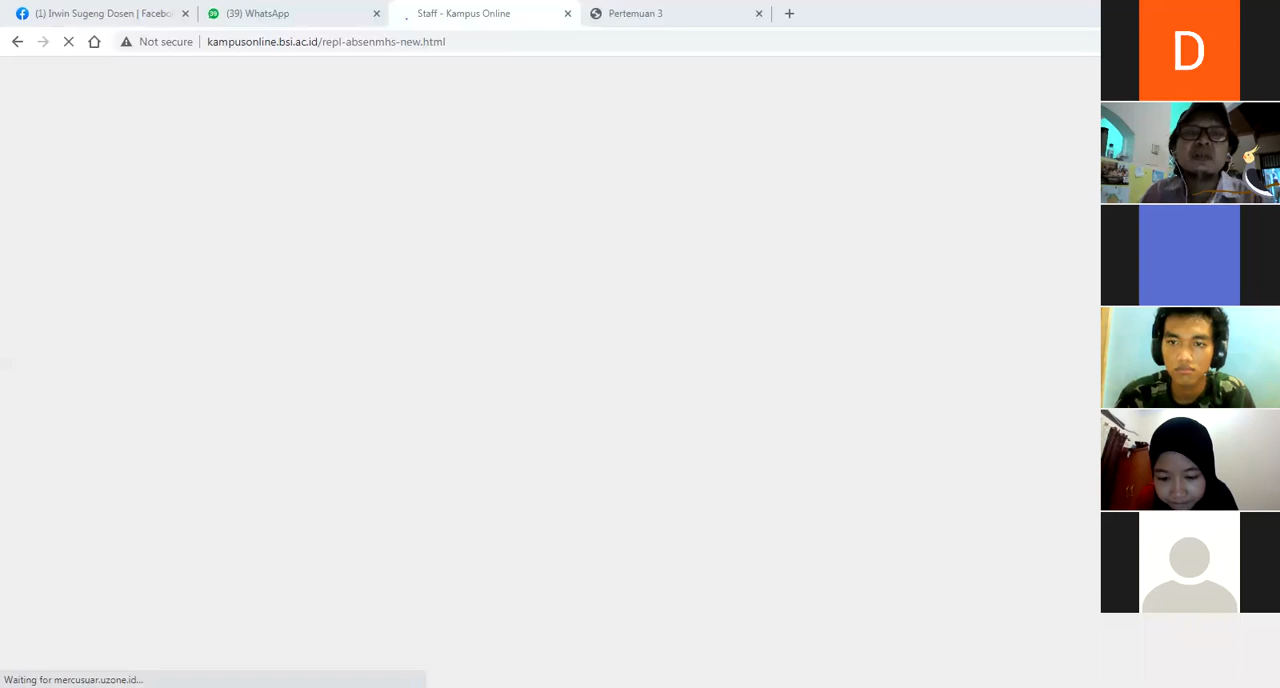 (1) Irwin Sugeng Dosen | Facebo
39
(39) WhatsApp
Staff - Kampus Online
Pertemuan 3
Not secure
kampusonline.bsi.ac.id/repl-absenmhs-new.html
D
Waiting for mercusuar.uzone.id...